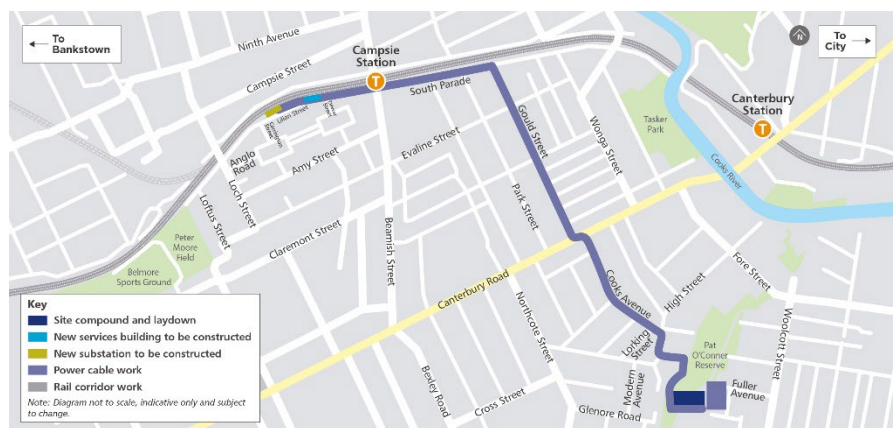 To
Bankstown
To
City
N
Ninth Avenue
Campsie Street
Campsie
Station
T
South Parade
Lilian Street
Anglo
Road
Amy Street
Evaline Street
Gould Street
Wonga Street
Tasker
Park
Canterbury
Station
T
Cooks River
Loch Street
Loftus Street
Claremont Street
Beamish Street
Park Street
Peter
Moore
Field
Belmore
Sports Ground
Canterbury Road
Cooks Avenue
High Street
Fore Street
Woolcott Street
Northcote Street
Lorking
Street
Pat
O'Conner
Reserve
Modern
Avenue
Fuller
Avenue
Bexley Road
Cross Street
Glenore Road
Key
Site compound and laydown
New services building to be constructed
New substation to be constructed
Power cable work
Rail corridor work
Note: Diagram not to scale, indicative only and subject
to change.